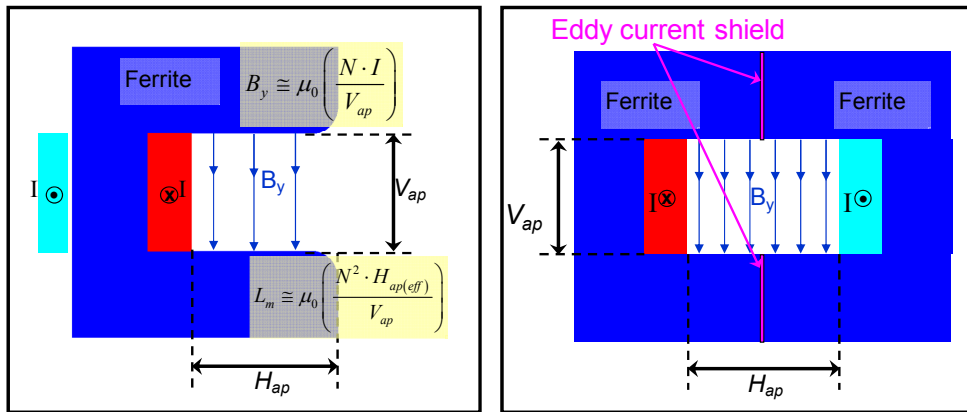 Eddy current shield
Ferrite
B_y ≅ μ_0 ( N · I / V_ap )
Ferrite
Ferrite
I ⊙
⊗ I
B_y
V_ap
V_ap
I ⊗
B_y
I ⊙
L_m ≅ μ_0 ( N^2 · H_ap(eff) / V_ap )
H_ap
H_ap